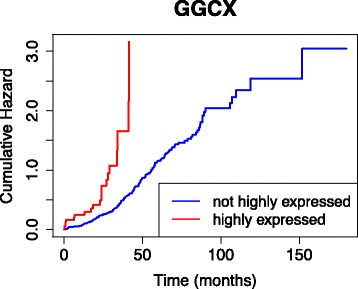 GGCX
Cumulative Hazard
3.0
2.0
1.0
0.0
not highly expressed
highly expressed
0 50 100 150
Time (months)